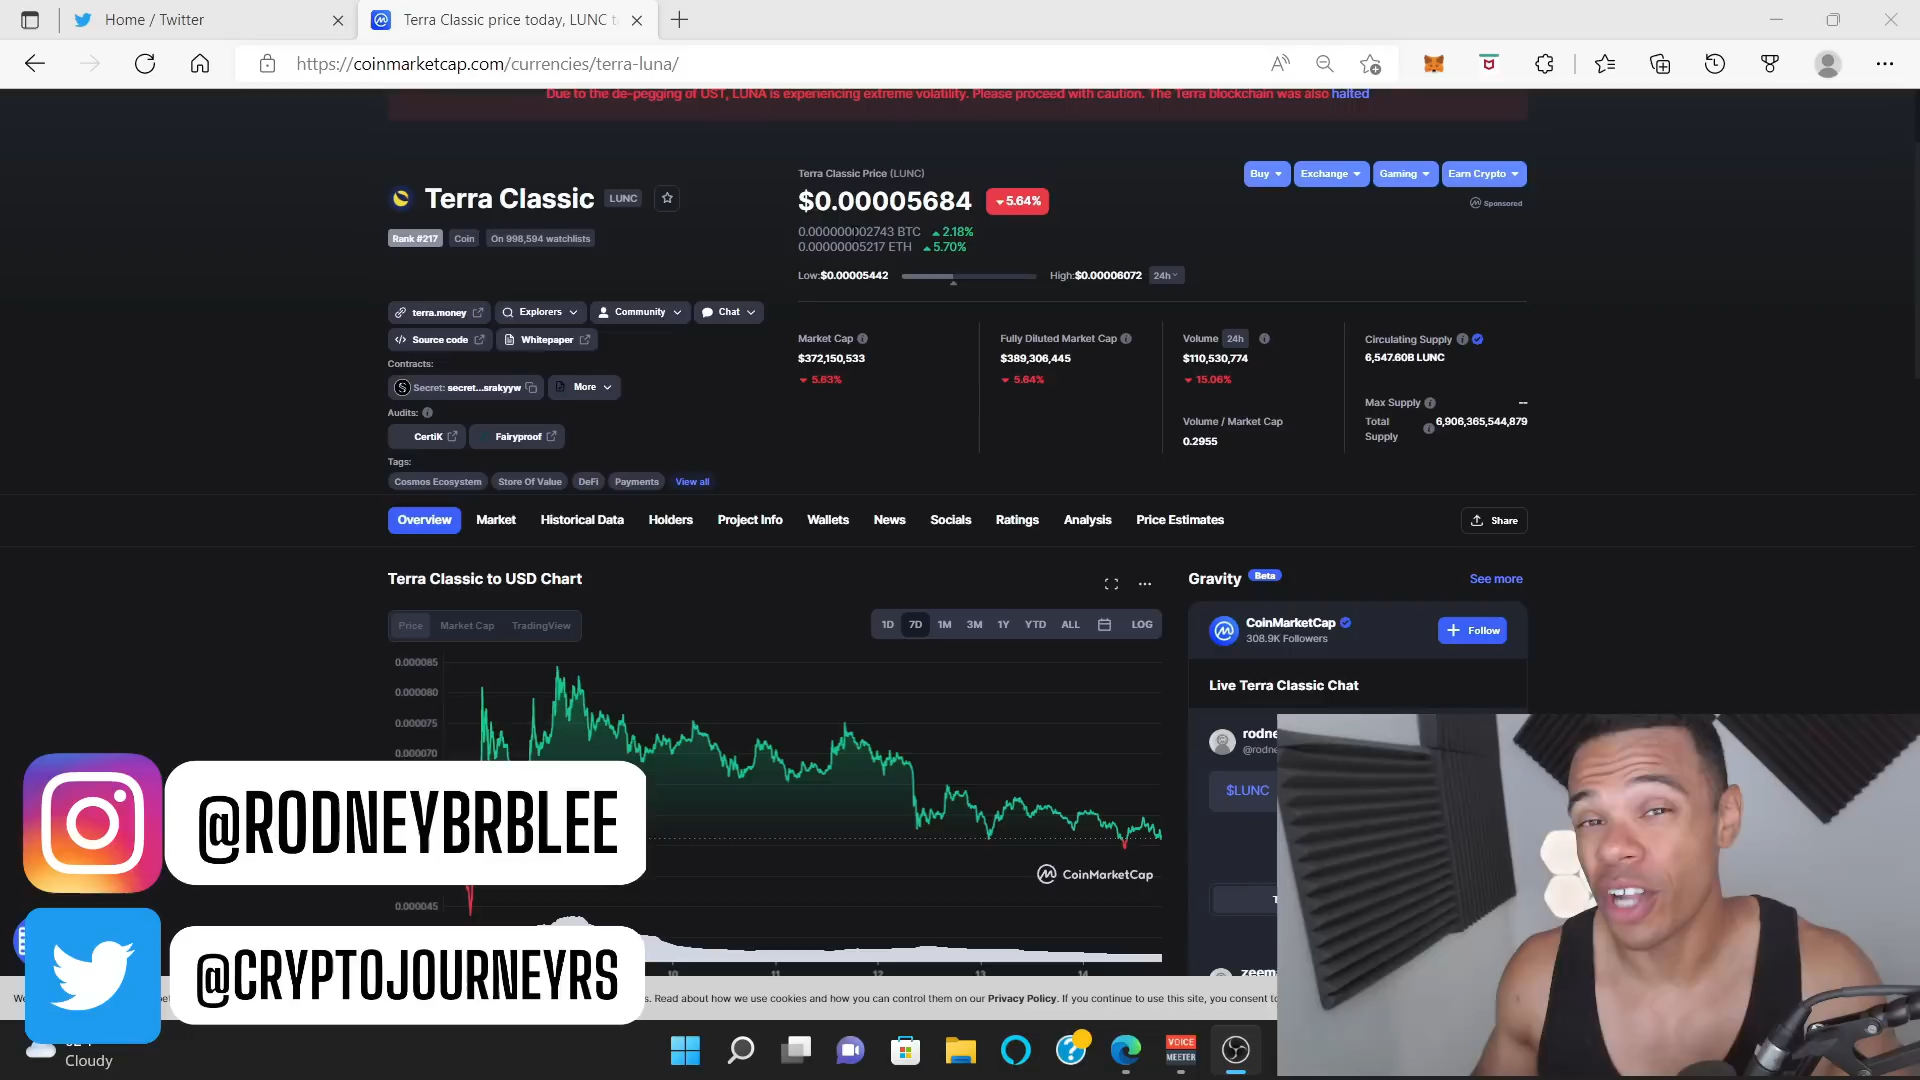 Home / Twitter
Terra Classic price today, LUNC t
https://coinmarketcap.com/currencies/terra-luna/
Due to the de-pegging of UST, LUNA is experiencing extreme volatility. Please proceed with caution. The Terra blockchain was also halted
Terra Classic LUNC
Rank #217 Coin On 998,594 watchlists
Terra Classic Price (LUNC)
$0.00005684 5.64%
0.000000002743 BTC 2.18%
0.00000005217 ETH 5.70%
Low:$0.00005442 High:$0.00006072 24h
Buy Exchange Gaming Earn Crypto
Sponsored
terra.money Explorers Community Chat
Source code Whitepaper
Contracts:
Secret: secret...srakyyw More
Audits:
CertiK Fairyproof
Tags:
Cosmos Ecosystem Store Of Value DeFi Payments View all
Market Cap
$372,150,533
5.63%
Fully Diluted Market Cap
$389,306,445
5.64%
Volume 24h
$110,530,774
15.06%
Volume / Market Cap
0.2955
Circulating Supply
6,547.60B LUNC
Max Supply --
Total Supply 6,906,365,544,879
Overview Market Historical Data Holders Project Info Wallets News Socials Ratings Analysis Price Estimates Share
Terra Classic to USD Chart
Price Market Cap TradingView
1D 7D 1M 3M 1Y YTD ALL LOG
0.000085
0.000080
0.000075
0.000070
0.000045
CoinMarketCap
10 11 12 13 14
Gravity Beta See more
CoinMarketCap
308.9K Followers
Follow
Live Terra Classic Chat
rodne
@rodne
$LUNC
T
zeem
@RODNEYBRBLEE
@CRYPTOJOURNEYRS
We
s. Read about how we use cookies and how you can control them on our Privacy Policy. If you continue to use this site, you consent to
Cloudy
VOICE
MEETER